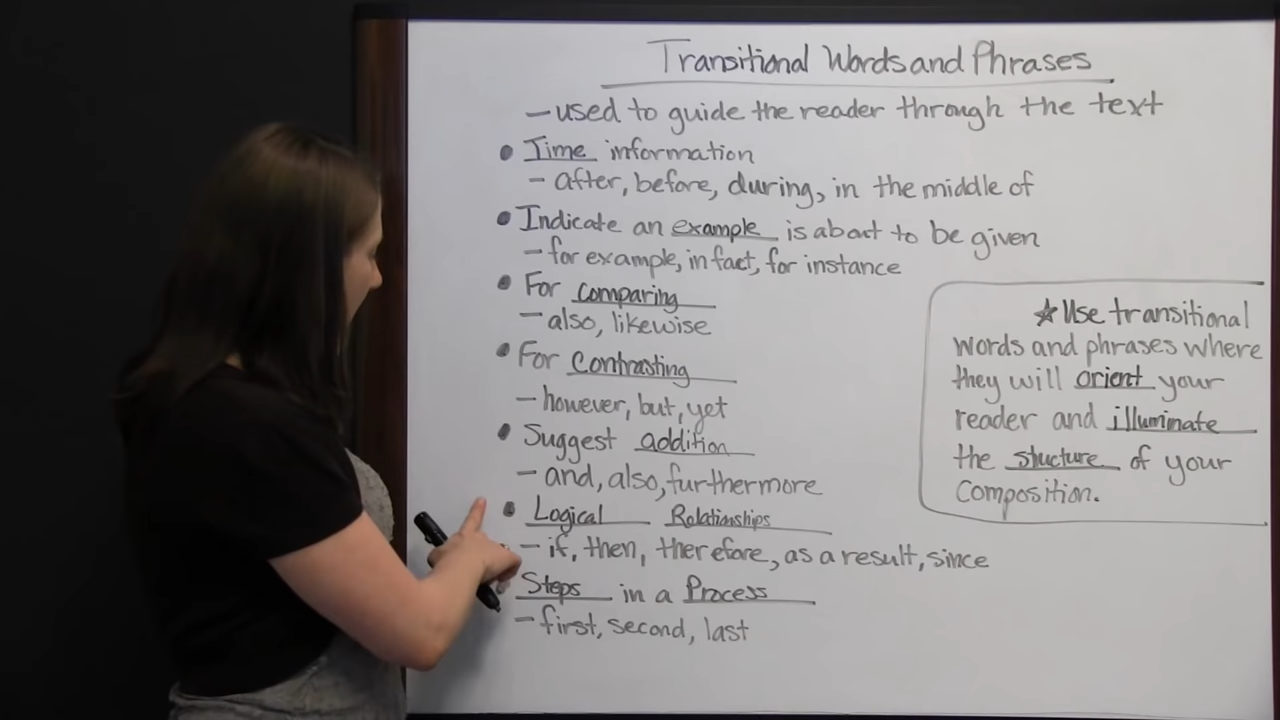 Transitional Words and Phrases
- used to guide the reader through the text
• Time information
- after, before, during, in the middle of
• Indicate an example is about to be given
- for example, in fact, for instance
• For comparing
- also, likewise
• For contrasting
- however, but, yet
• Suggest addition
- and, also, furthermore
• Logical Relationships
- if, then, therefore, as a result, since
Steps in a Process
- first, second, last
☆ Use transitional
words and phrases where
they will orient your
reader and illuminate
the stucture of your
composition.